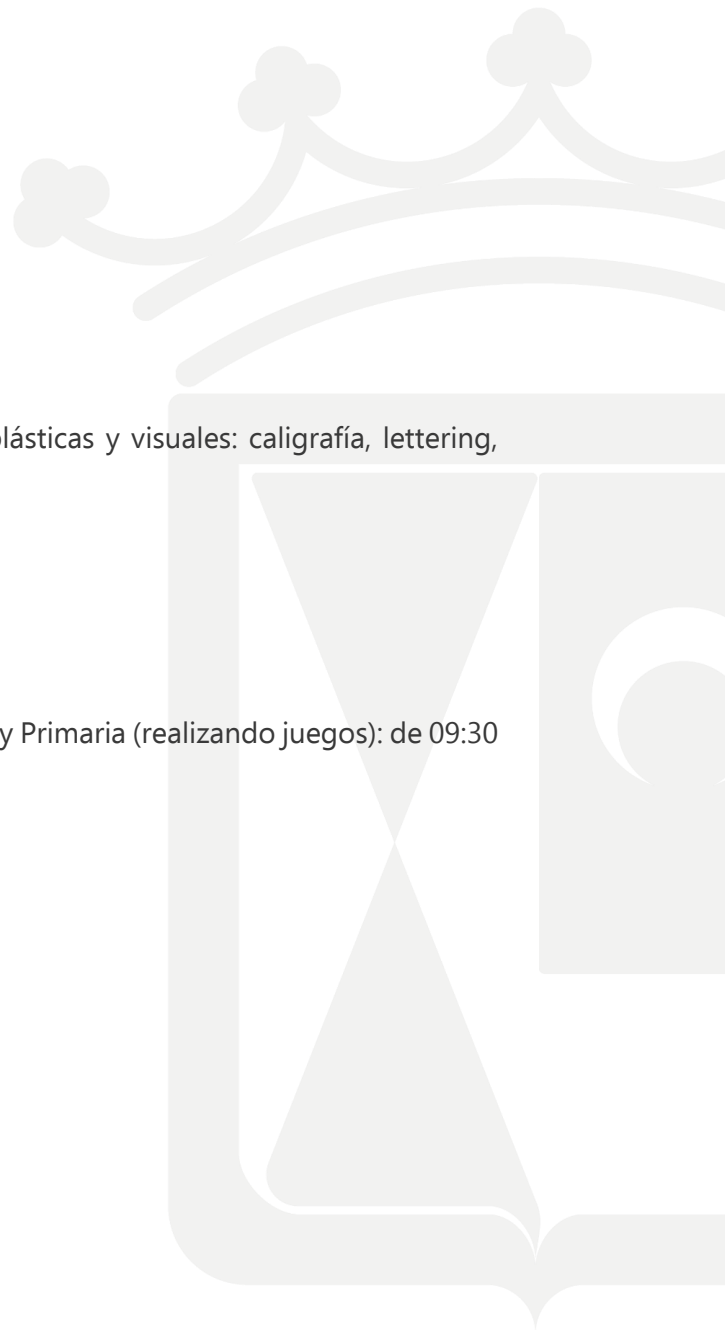 plásticas y visuales: caligrafía, lettering,
y Primaria (realizando juegos): de 09:30